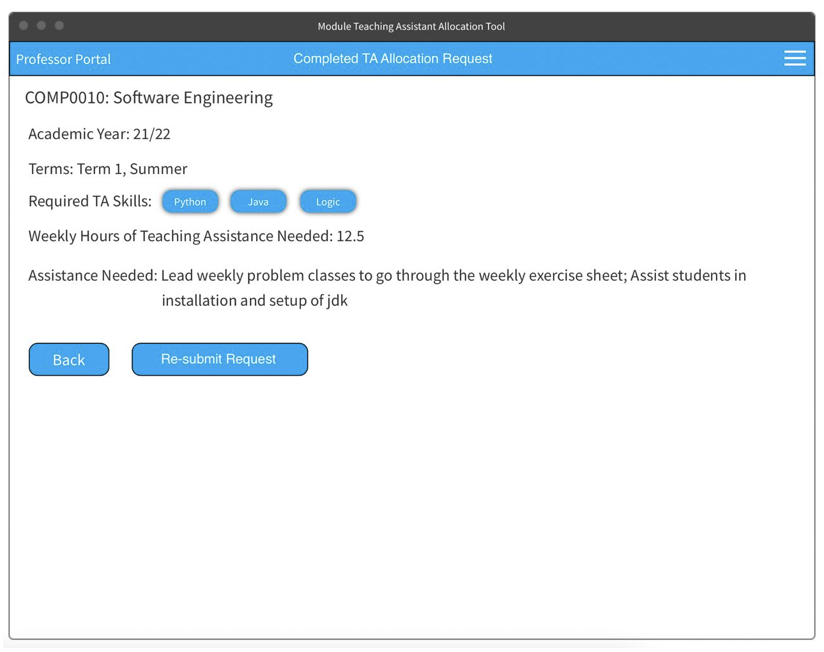 Module Teaching Assistant Allocation Tool
Professor Portal
Completed TA Allocation Request
COMP0010: Software Engineering
Academic Year: 21/22
Terms: Term 1, Summer
Required TA Skills: Python Java Logic
Weekly Hours of Teaching Assistance Needed: 12.5
Assistance Needed: Lead weekly problem classes to go through the weekly exercise sheet; Assist students in
installation and setup of jdk
Back
Re-submit Request